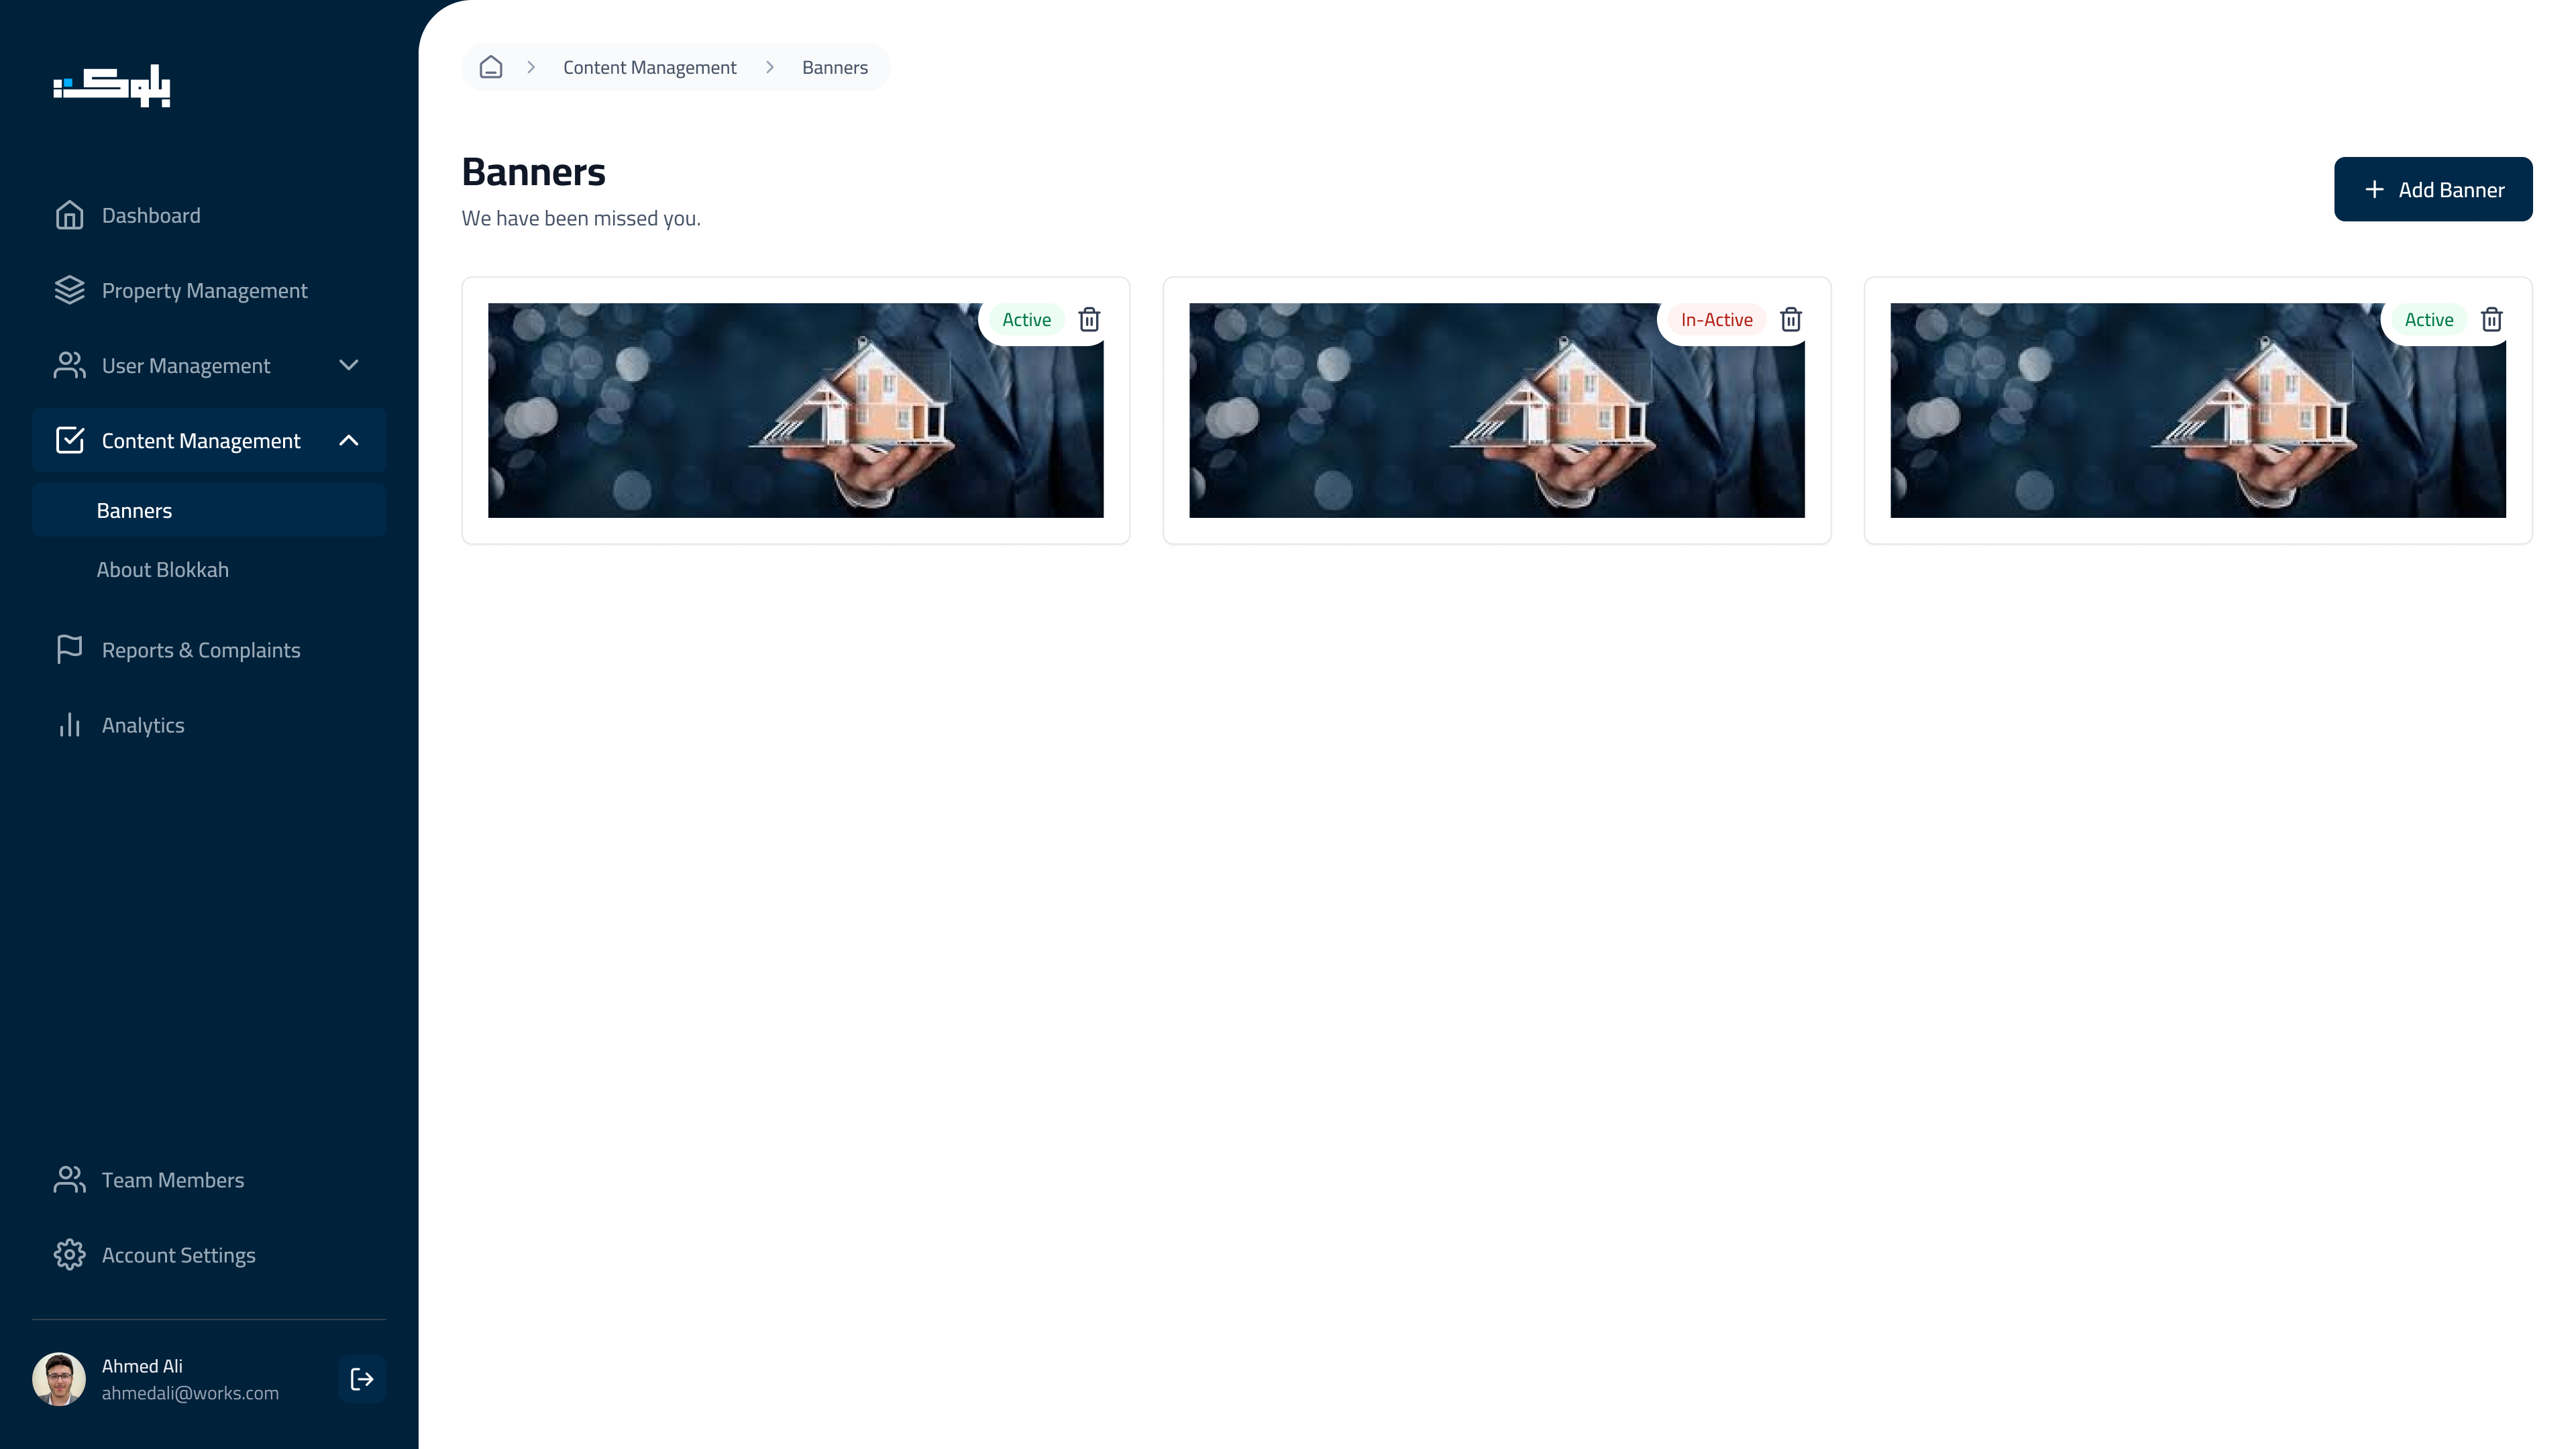 بلوكة
Dashboard
Property Management
User Management
Content Management
Banners
About Blokkah
Reports & Complaints
Analytics
Team Members
Account Settings
Ahmed Ali
ahmedali@works.com
Content Management
Banners
Banners
We have been missed you.
Add Banner
Active
In-Active
Active